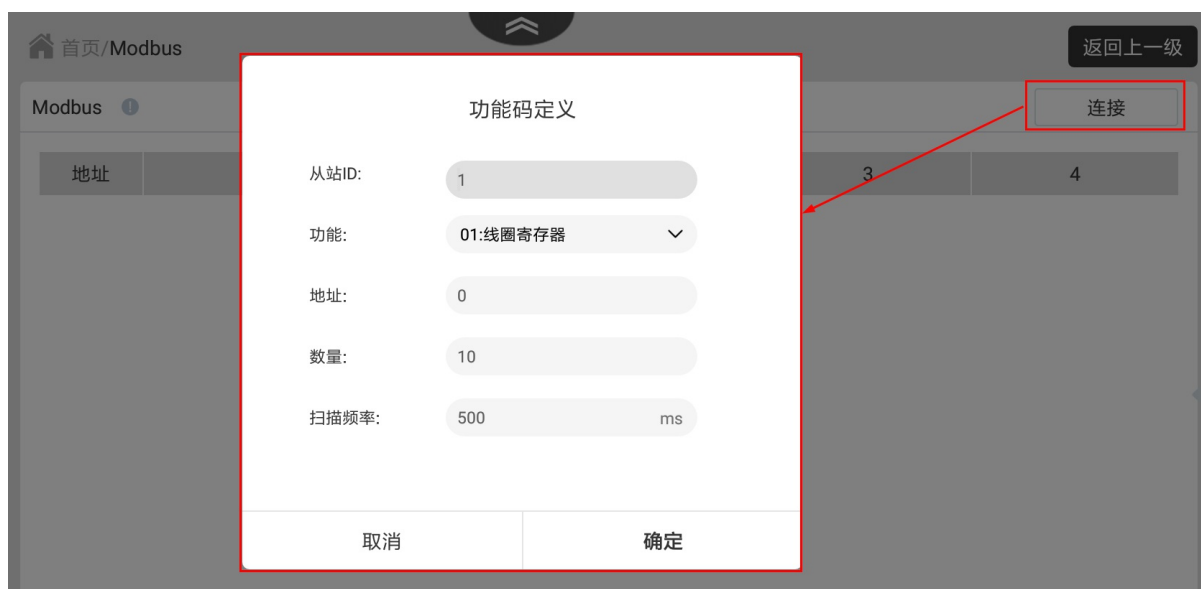 首页/Modbus
返回上一级
Modbus
连接
地址 3 4
功能码定义
从站ID: 1
功能: 01:线圈寄存器
地址: 0
数量: 10
扫描频率: 500 ms
取消 确定